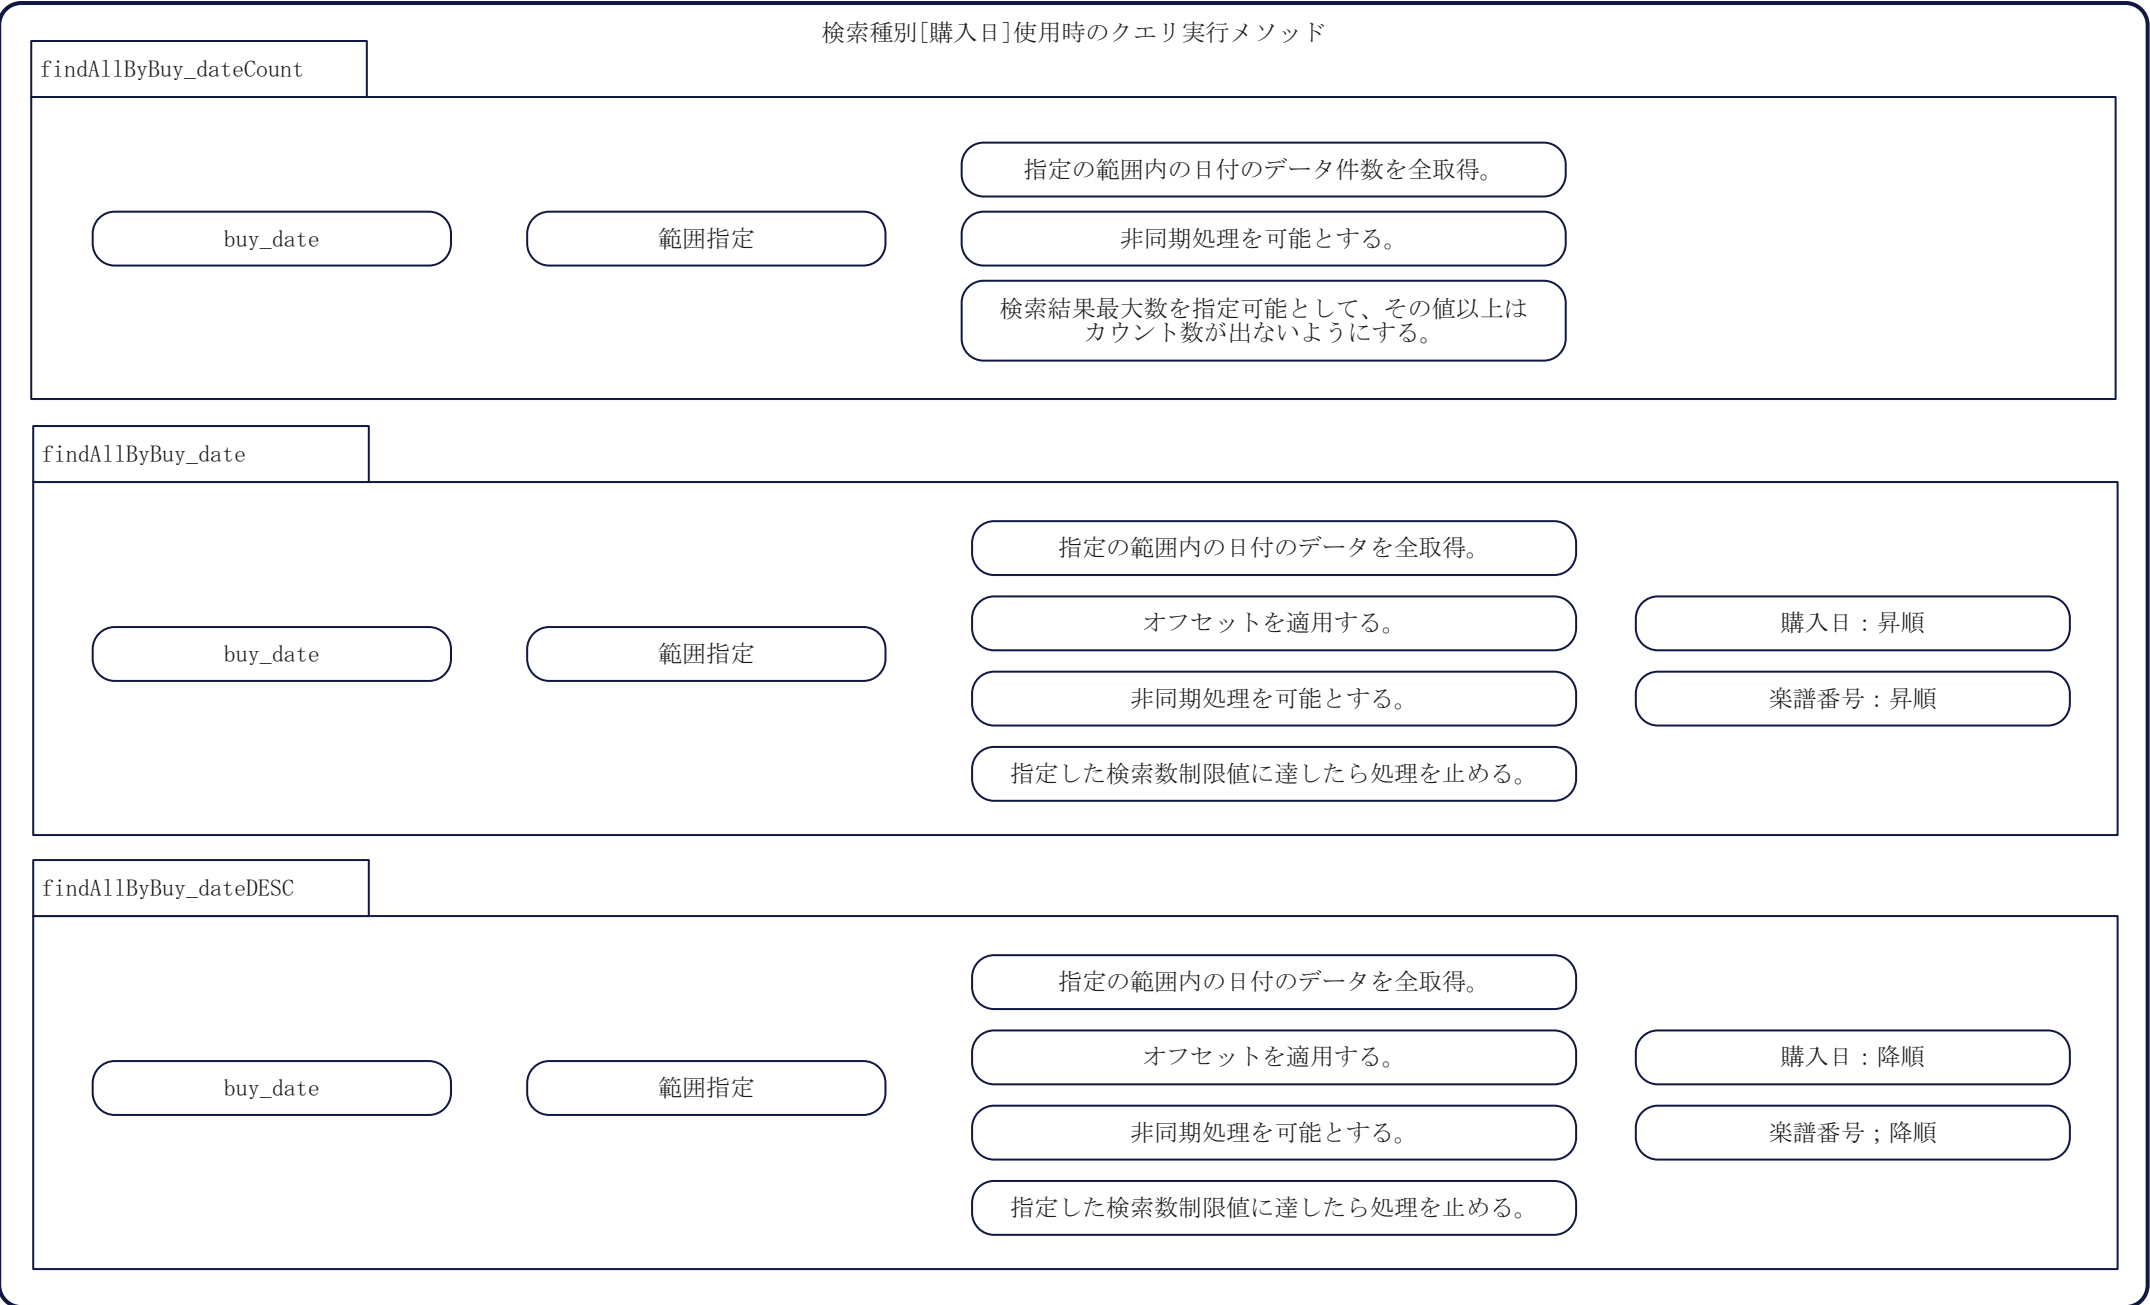 検索種別[購入日]使用時のクエリ実行メソッド
findAllByBuy_dateCount
buy_date
範囲指定
指定の範囲内の日付のデータ件数を全取得。
非同期処理を可能とする。
検索結果最大数を指定可能として、その値以上は
カウント数が出ないようにする。
findAllByBuy_date
buy_date
範囲指定
指定の範囲内の日付のデータを全取得。
オフセットを適用する。
非同期処理を可能とする。
指定した検索数制限値に達したら処理を止める。
購入日：昇順
楽譜番号：昇順
findAllByBuy_dateDESC
buy_date
範囲指定
指定の範囲内の日付のデータを全取得。
オフセットを適用する。
非同期処理を可能とする。
指定した検索数制限値に達したら処理を止める。
購入日：降順
楽譜番号；降順